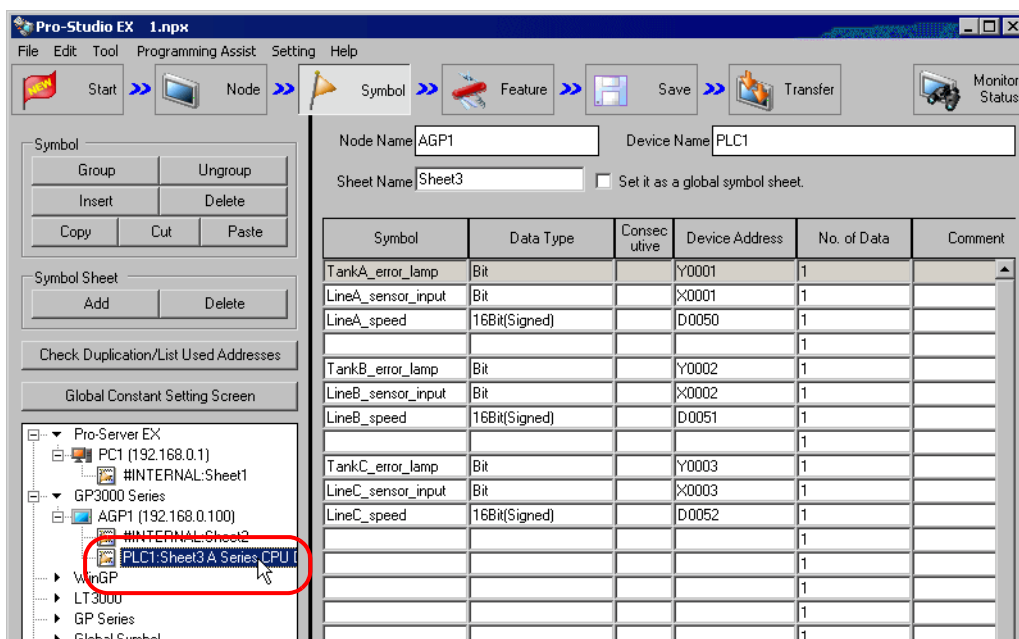 Pro-Studio EX 1.npx
File Edit Tool Programming Assist Setting Help
NEW Start Node Symbol Feature Save Transfer Monitor Status
Symbol
Group Ungroup
Insert Delete
Copy Cut Paste
Symbol Sheet
Add Delete
Check Duplication/List Used Addresses
Global Constant Setting Screen
Pro-Server EX
PC1 (192.168.0.1)
#INTERNAL:Sheet1
GP3000 Series
AGP1 (192.168.0.100)
#INTERNAL:Sheet2
PLC1:Sheet3 A Series CPU
WinGP
LT3000
GP Series
Global Symbol
Node Name AGP1 Device Name PLC1
Sheet Name Sheet3 Set it as a global symbol sheet.
Symbol Data Type Consecutive Device Address No. of Data Comment
TankA_error_lamp Bit Y0001 1
LineA_sensor_input Bit X0001 1
LineA_speed 16Bit(Signed) D0050 1
1
TankB_error_lamp Bit Y0002 1
LineB_sensor_input Bit X0002 1
LineB_speed 16Bit(Signed) D0051 1
1
TankC_error_lamp Bit Y0003 1
LineC_sensor_input Bit X0003 1
LineC_speed 16Bit(Signed) D0052 1
1
1
1
1
1